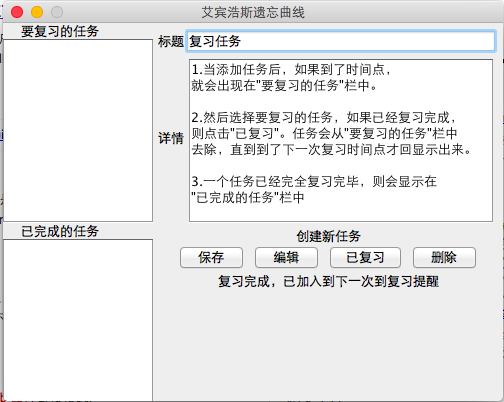 艾宾浩斯遗忘曲线
要复习的任务
标题
复习任务
详情
1.当添加任务后，如果到了时间点，
就会出现在"要复习的任务"栏中。
2.然后选择要复习的任务，如果已经复习完成，
则点击"已复习"。任务会从"要复习的任务"栏中
去除，直到到了下一次复习时间点才回显示出来。
3.一个任务已经完全复习完毕，则会显示在
"已完成的任务"栏中
已完成的任务
创建新任务
保存
编辑
已复习
删除
复习完成，已加入到下一次到复习提醒